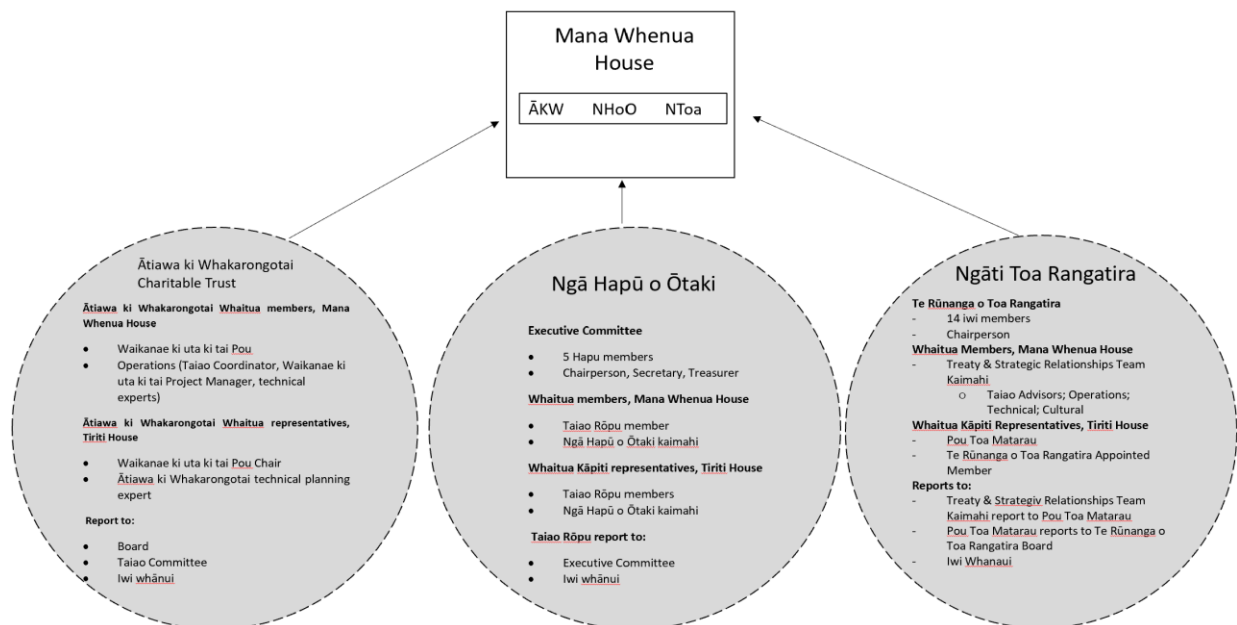 Mana Whenua
House
ĀKW NHoO NToa
Ātiawa ki Whakarongotai
Charitable Trust
Ātiawa ki Whakarongotai Whaitua members, Mana
Whenua House
• Waikanae ki uta ki tai Pou
• Operations (Taiao Coordinator, Waikanae ki
uta ki tai Project Manager, technical
experts)
Ātiawa ki Whakarongotai Whaitua representatives,
Tiriti House
• Waikanae ki uta ki tai Pou Chair
• Ātiawa ki Whakarongotai technical planning
expert
Report to:
• Board
• Taiao Committee
• Iwi whānui
Ngā Hapū o Ōtaki
Executive Committee
• 5 Hapu members
• Chairperson, Secretary, Treasurer
Whaitua members, Mana Whenua House
• Taiao Rōpu member
• Ngā Hapū o Ōtaki kaimahi
Whaitua Kāpiti representatives, Tiriti House
• Taiao Rōpu members
• Ngā Hapū o Ōtaki kaimahi
Taiao Rōpu report to:
• Executive Committee
• Iwi whānui
Ngāti Toa Rangatira
Te Rūnanga o Toa Rangatira
- 14 iwi members
- Chairperson
Whaitua Members, Mana Whenua House
- Treaty & Strategic Relationships Team
Kaimahi
o Taiao Advisors; Operations;
Technical; Cultural
Whaitua Kāpiti Representatives, Tiriti House
- Pou Toa Matarau
- Te Rūnanga o Toa Rangatira Appointed
Member
Reports to:
- Treaty & Strategiv Relationships Team
Kaimahi report to Pou Toa Matarau
- Pou Toa Matarau reports to Te Rūnanga o
Toa Rangatira Board
- Iwi Whanaui